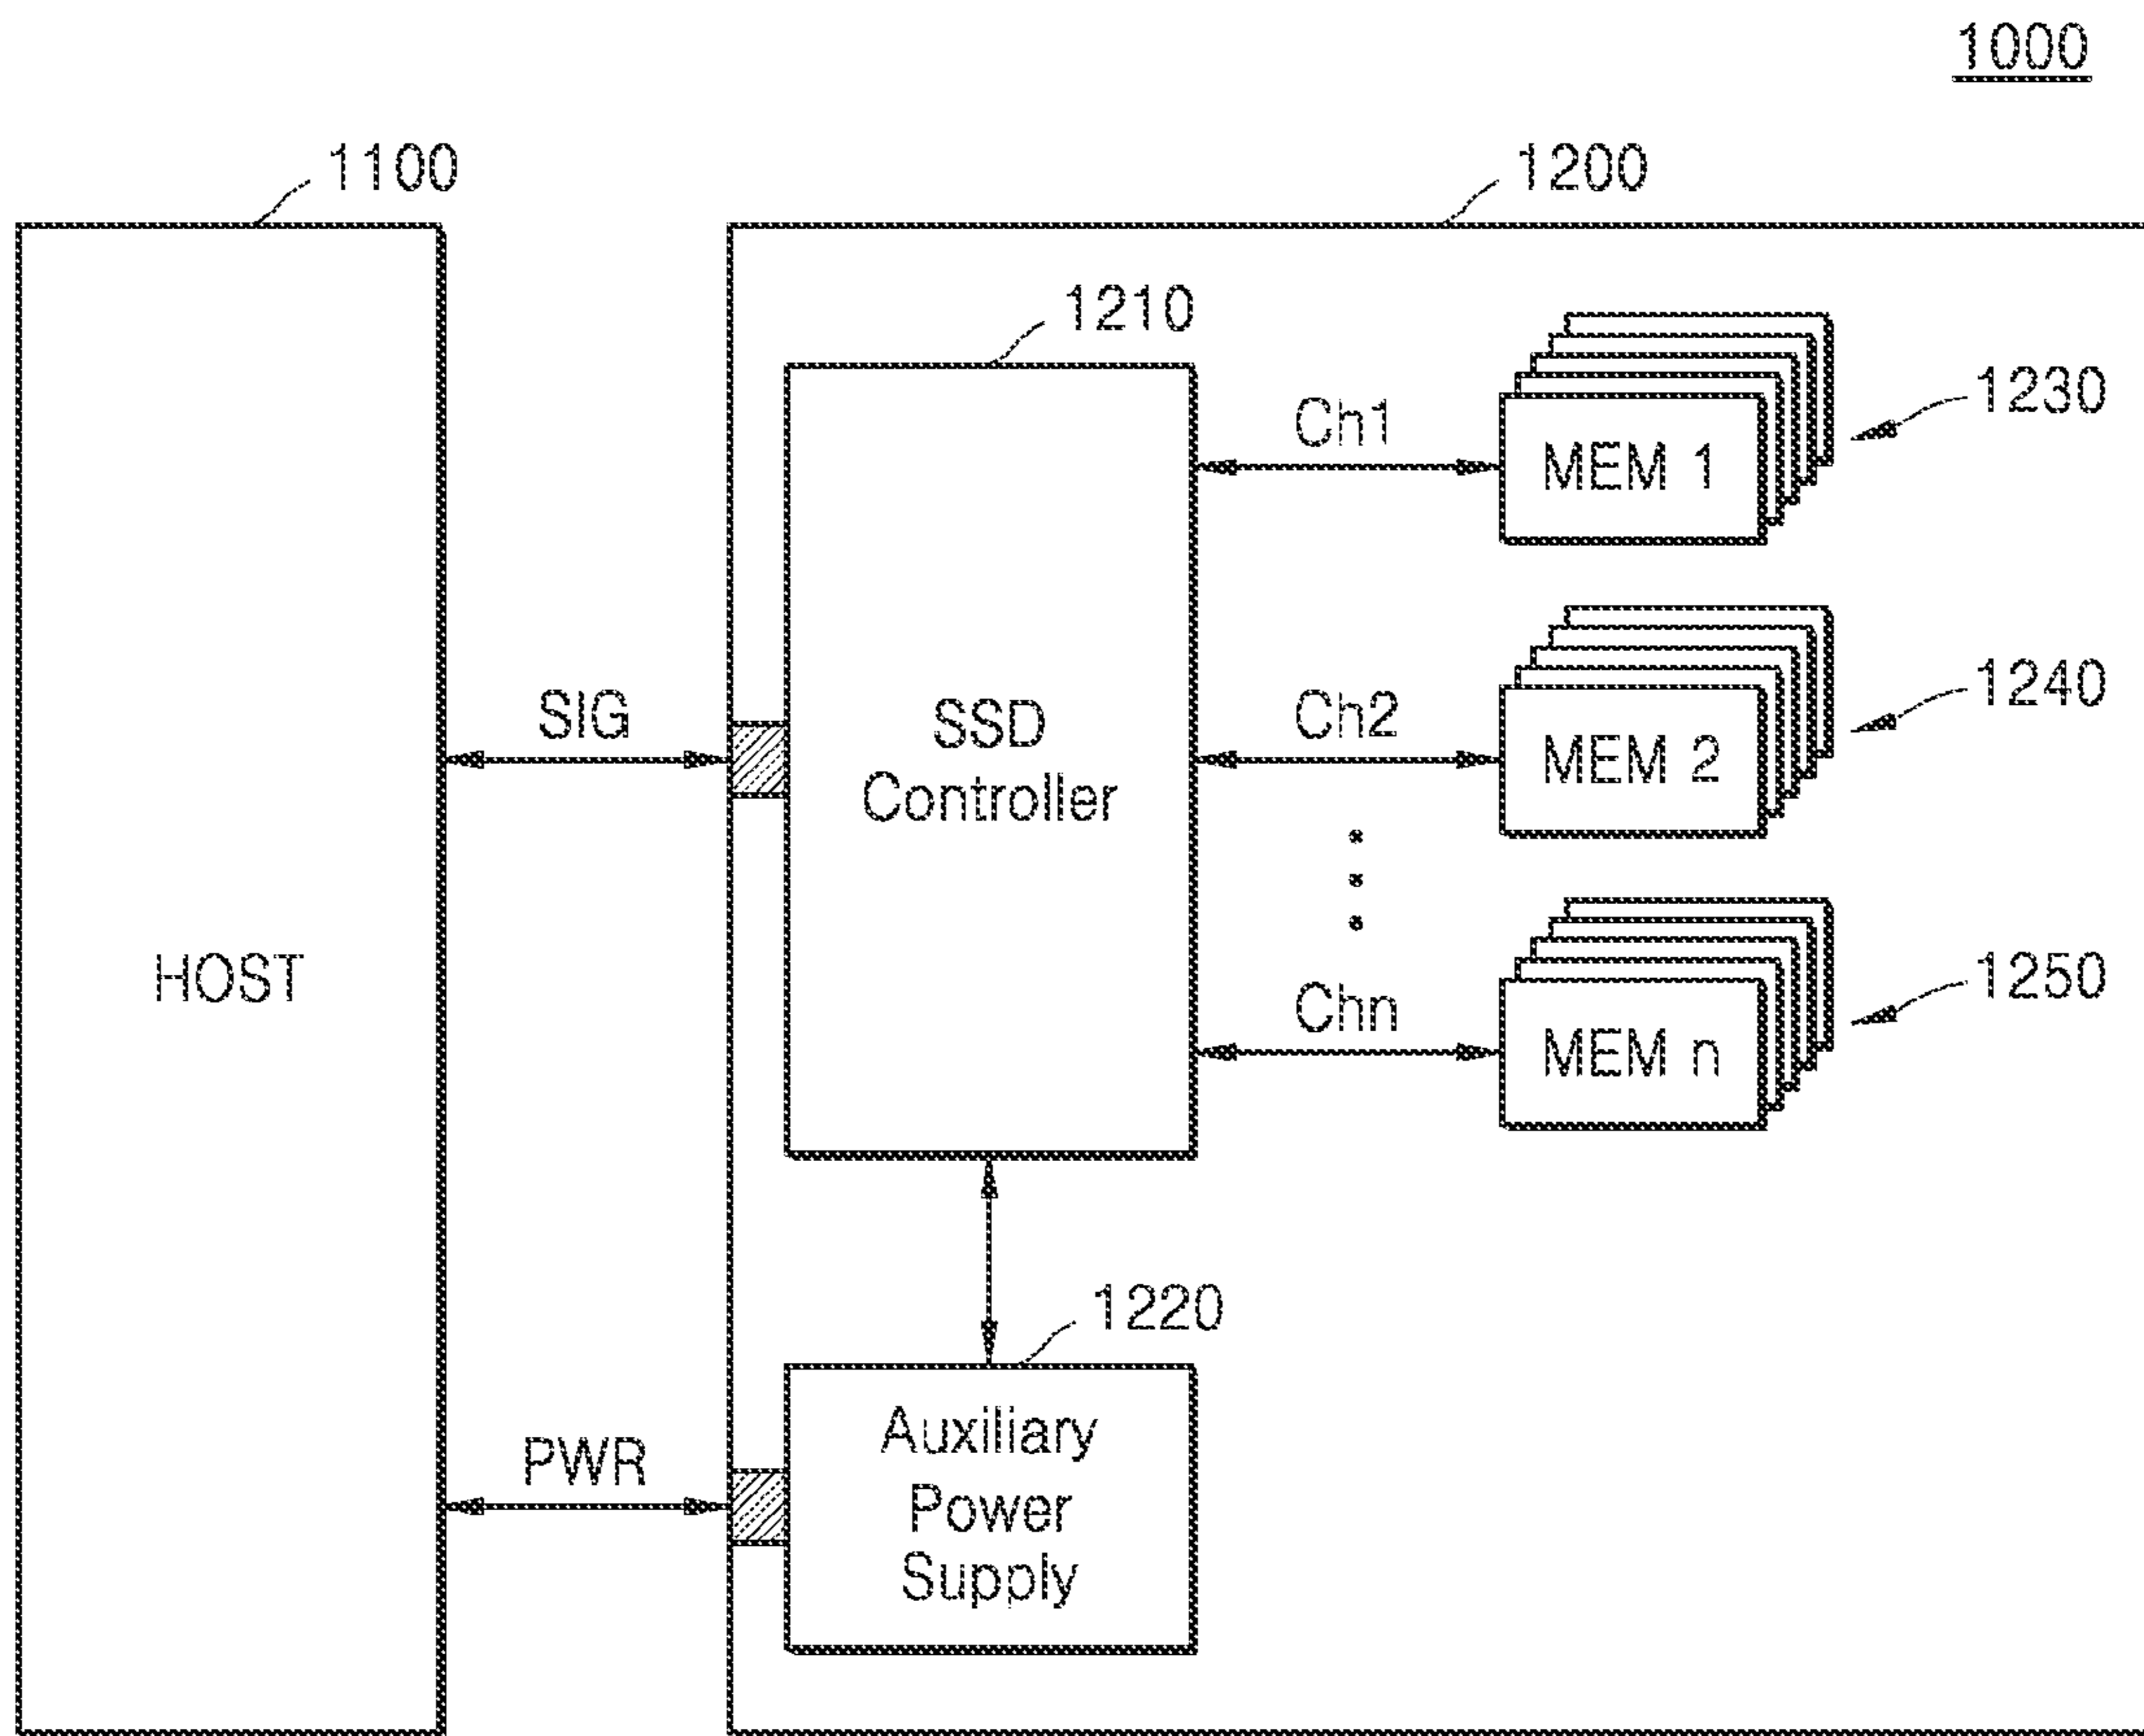 1000
1100
1200
1210
Ch1
MEM 1
1230
SIG
SSD
Controller
Ch2
MEM 2
1240
HOST
Chn
MEM n
1250
1220
PWR
Auxiliary
Power
Supply